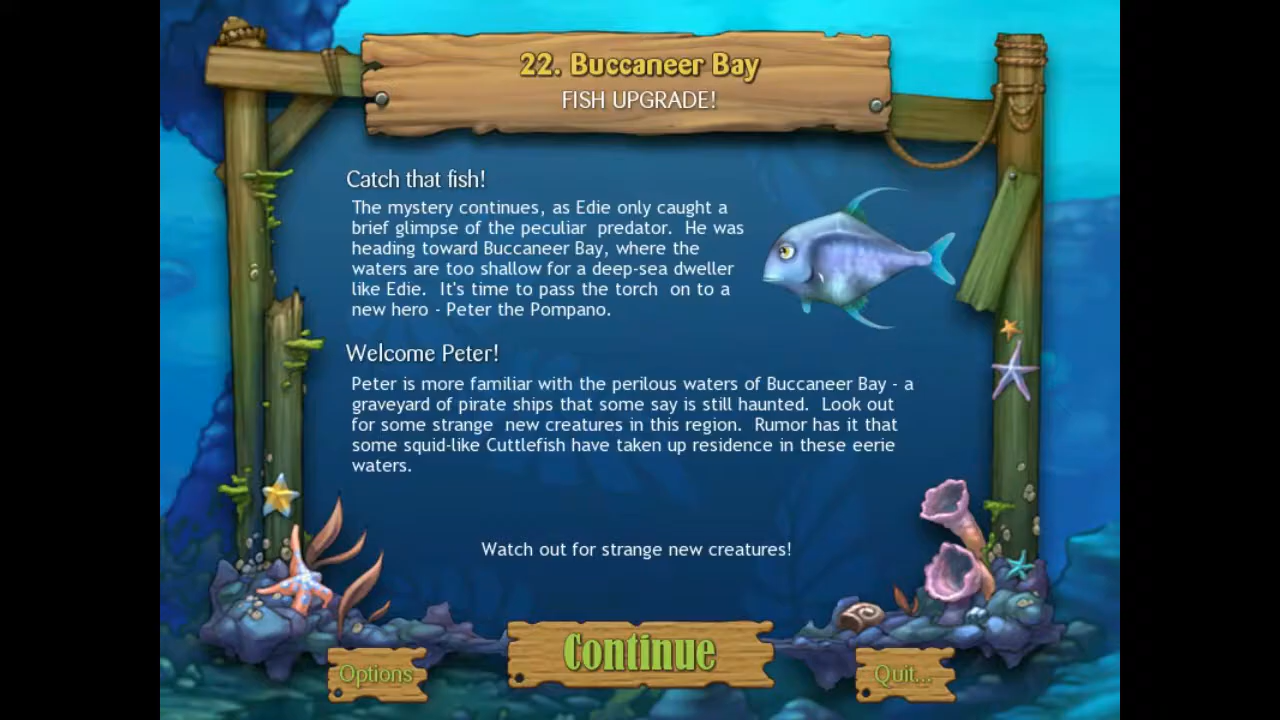 22. Buccaneer Bay
FISH UPGRADE!
Catch that fish!
The mystery continues, as Edie only caught a
brief glimpse of the peculiar predator. He was
heading toward Buccaneer Bay, where the
waters are too shallow for a deep-sea dweller
like Edie. It's time to pass the torch on to a
new hero - Peter the Pompano.
Welcome Peter!
Peter is more familiar with the perilous waters of Buccaneer Bay - a
graveyard of pirate ships that some say is still haunted. Look out
for some strange new creatures in this region. Rumor has it that
some squid-like Cuttlefish have taken up residence in these eerie
waters.
Watch out for strange new creatures!
Continue
Options
Quit...